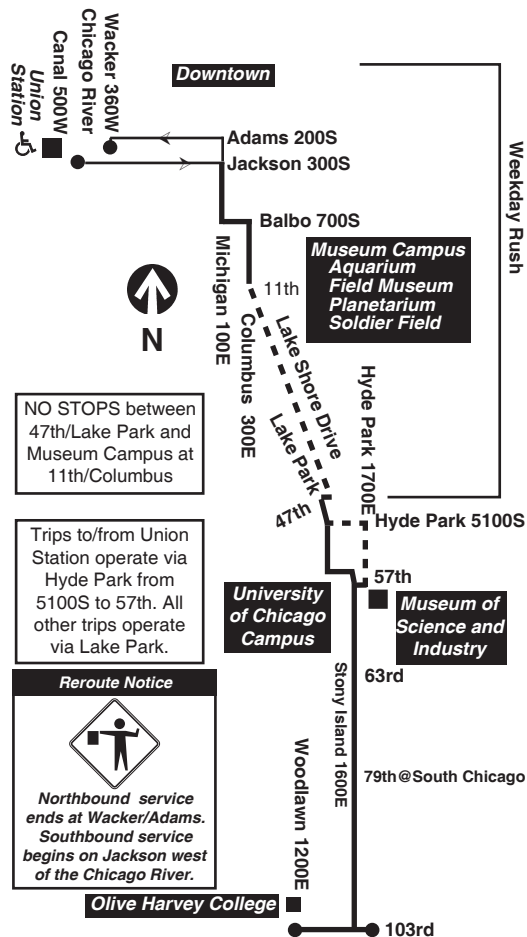 Wacker 360W
Chicago River
Canal 500W
Union
Station
Downtown
Adams 200S
Jackson 300S
Weekday Rush
Balbo 700S
Michigan 100E
Museum Campus
Aquarium
Field Museum
Planetarium
Soldier Field
11th
Columbus 300E
Lake Shore Drive
N
Lake Park
Hyde Park 1700E
NO STOPS between
47th/Lake Park and
Museum Campus at
11th/Columbus
47th
Hyde Park 5100S
Trips to/from Union
Station operate via
Hyde Park from
5100S to 57th. All
other trips operate
via Lake Park.
57th
University
of Chicago
Campus
Museum of
Science and
Industry
63rd
Stony Island 1600E
Reroute Notice
Northbound service
ends at Wacker/Adams.
Southbound service
begins on Jackson west
of the Chicago River.
Woodlawn 1200E
79th@South Chicago
Olive Harvey College
103rd